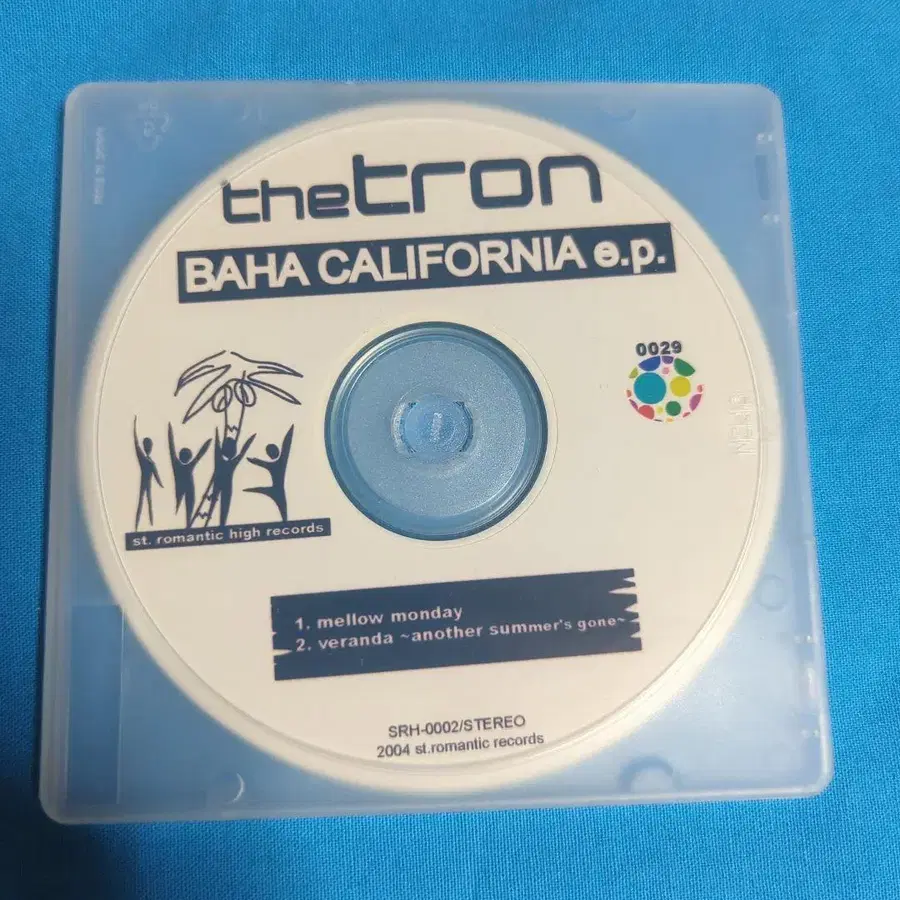 thetron
BAHA CALIFORNIA e.p.
0029
st. romantic high records
1. mellow monday
2. veranda ~another summer's gone~
SRH-0002/STEREO
2004 st.romantic records